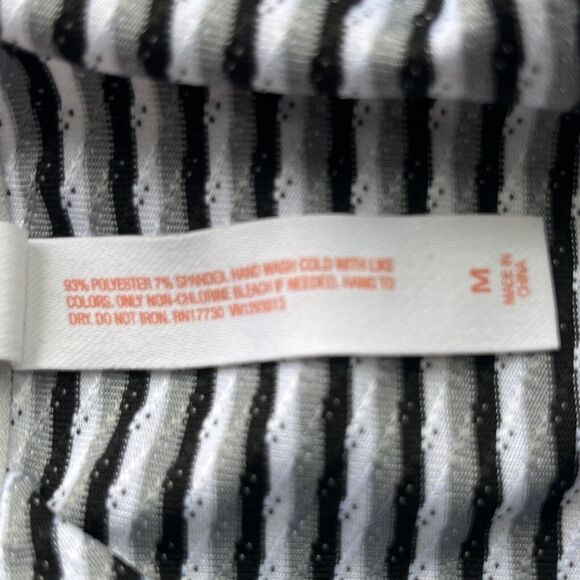 93% POLYESTER 7% SPANDEX. HAND WASH COLD WITH LIKE
COLORS. ONLY NON-CHLORINE BLEACH IF NEEDED. HANG TO
DRY. DO NOT IRON. RN17730
M
MADE IN
CHINA